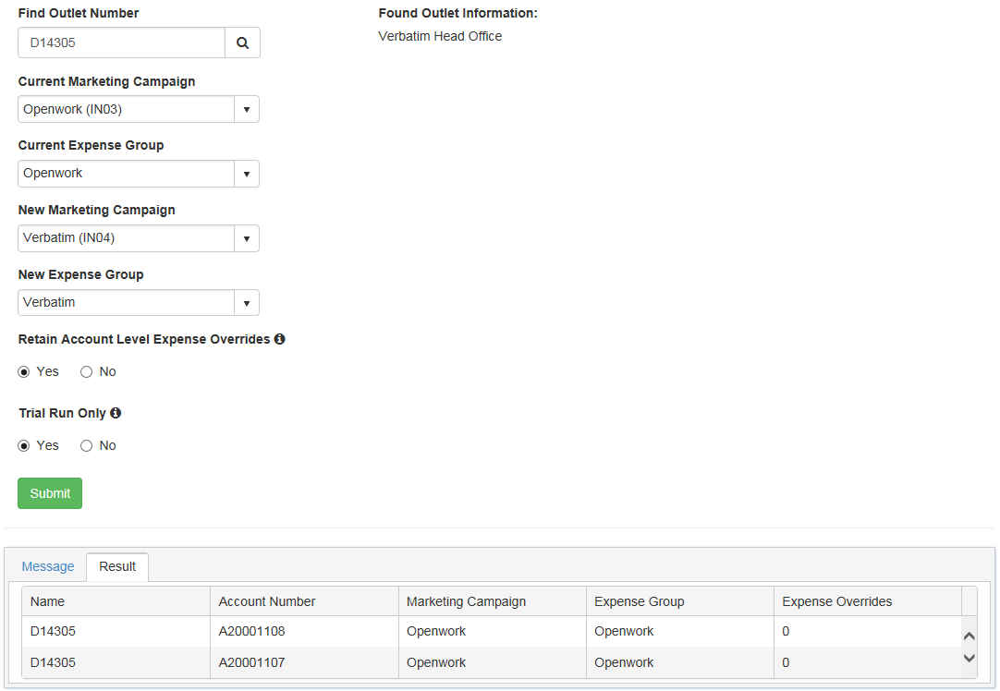 Find Outlet Number
D14305
Found Outlet Information:
Verbatim Head Office
Current Marketing Campaign
Openwork (IN03)
Current Expense Group
Openwork
New Marketing Campaign
Verbatim (IN04)
New Expense Group
Verbatim
Retain Account Level Expense Overrides
Yes No
Trial Run Only
Yes No
Submit
Message Result
Name Account Number Marketing Campaign Expense Group Expense Overrides
D14305 A20001108 Openwork Openwork 0
D14305 A20001107 Openwork Openwork 0